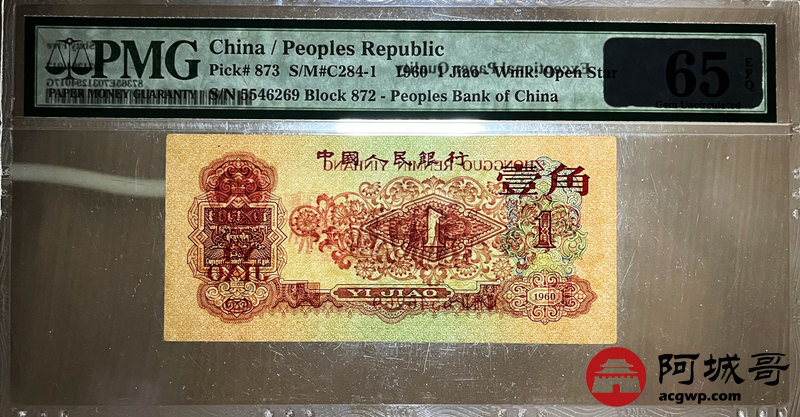 PMG
PAPER MONEY GUARANTY
China / Peoples Republic
Pick# 873 S/M#C284-1 1960 1 Jiao - Wmk: Open Star
S/N 5546269 Block 872 - Peoples Bank of China
65 EPQ
Gem Uncirculated
中國人民銀行
壹角
1
1
YI JIAO
1960
阿城哥
acgwp.com